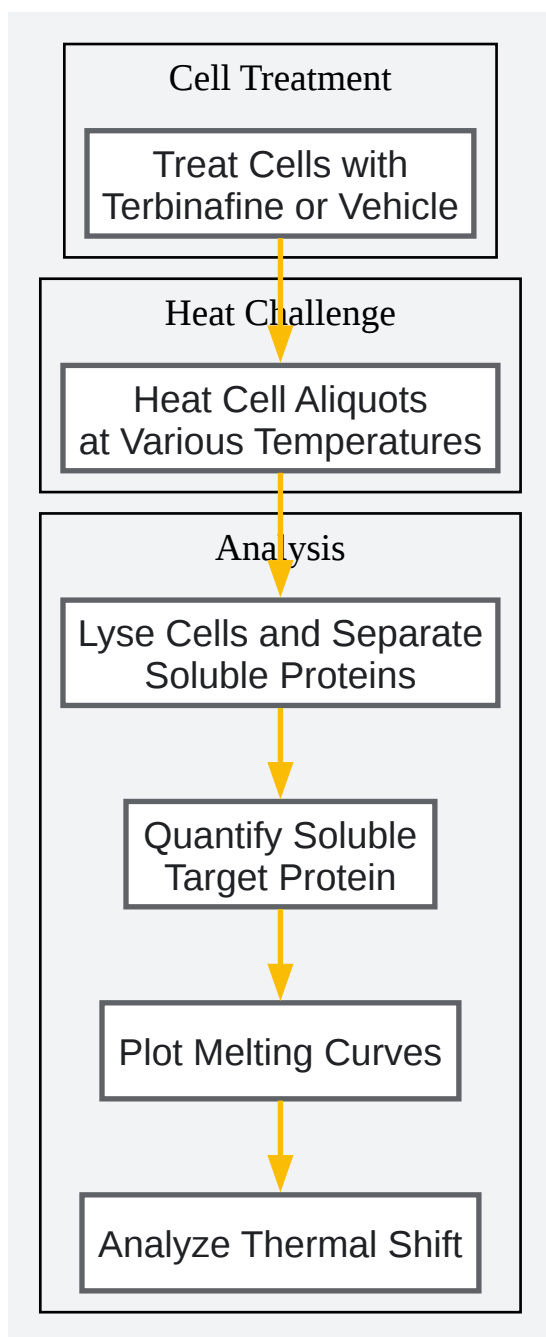 Cell Treatment
Treat Cells with
Terbinafine or Vehicle
Heat Challenge
Heat Cell Aliquots
at Various Temperatures
Analysis
Lyse Cells and Separate
Soluble Proteins
Quantify Soluble
Target Protein
Plot Melting Curves
Analyze Thermal Shift